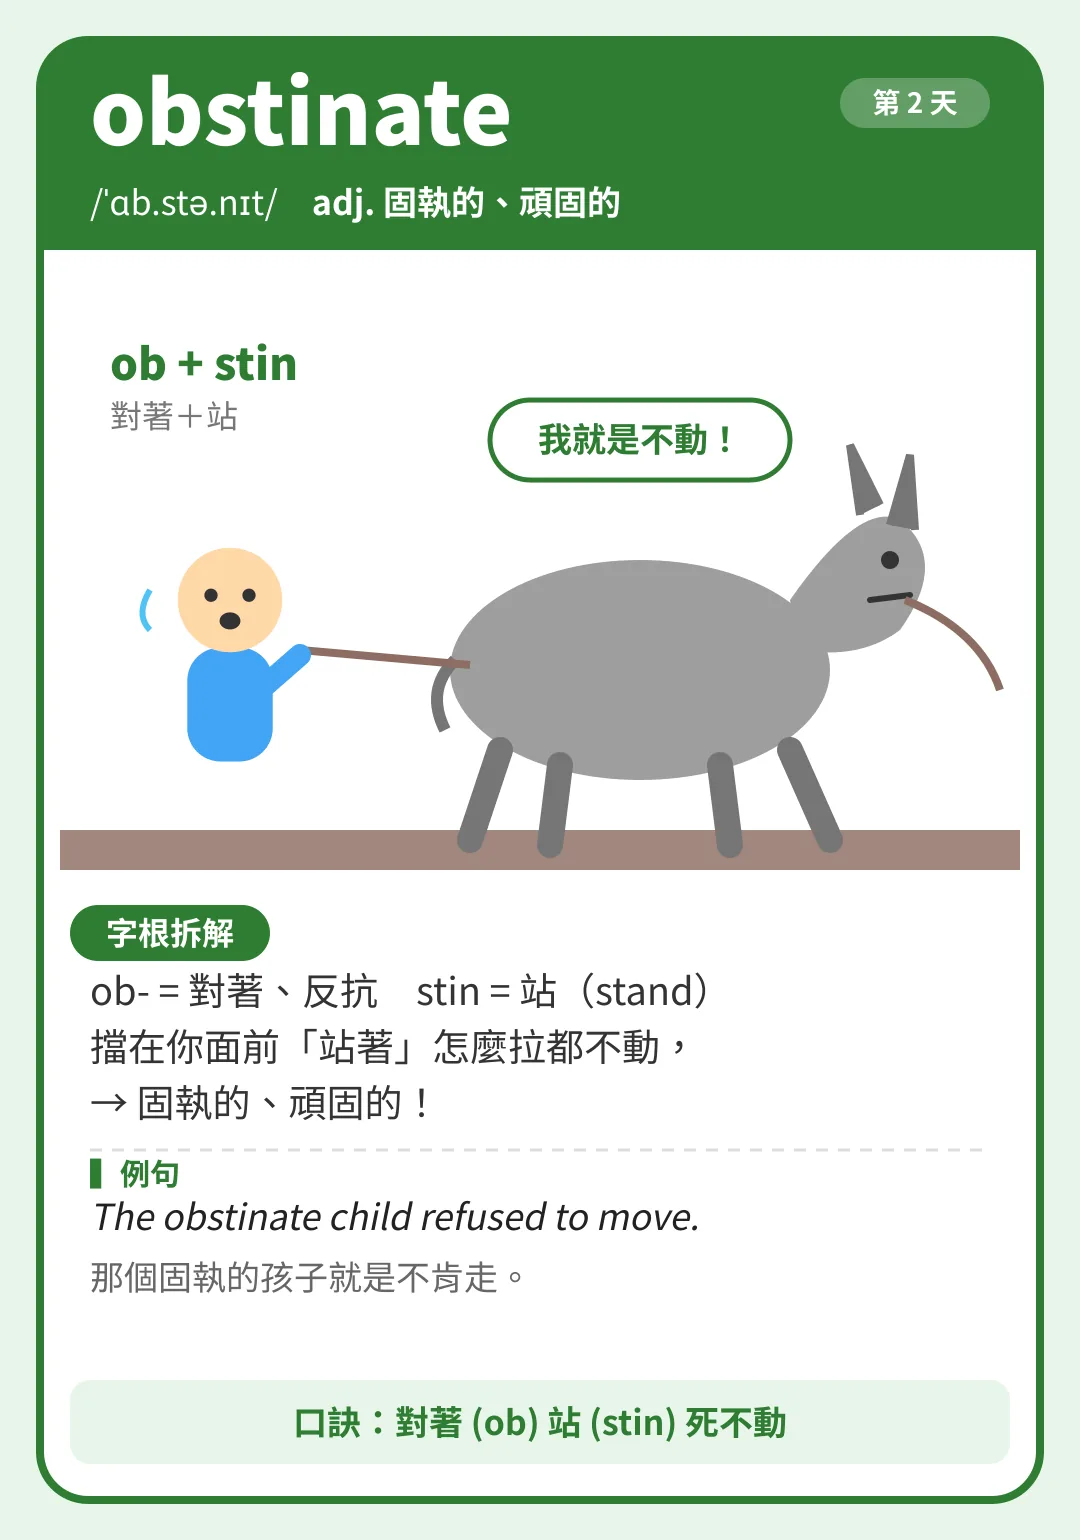 obstinate
第 2 天
/ˈɑb.stə.nɪt/ adj. 固執的、頑固的
ob + stin
對著＋站
我就是不動！
字根拆解
ob- = 對著、反抗 stin = 站（stand）
擋在你面前「站著」怎麼拉都不動，
→ 固執的、頑固的！
例句
The obstinate child refused to move.
那個固執的孩子就是不肯走。
口訣：對著 (ob) 站 (stin) 死不動